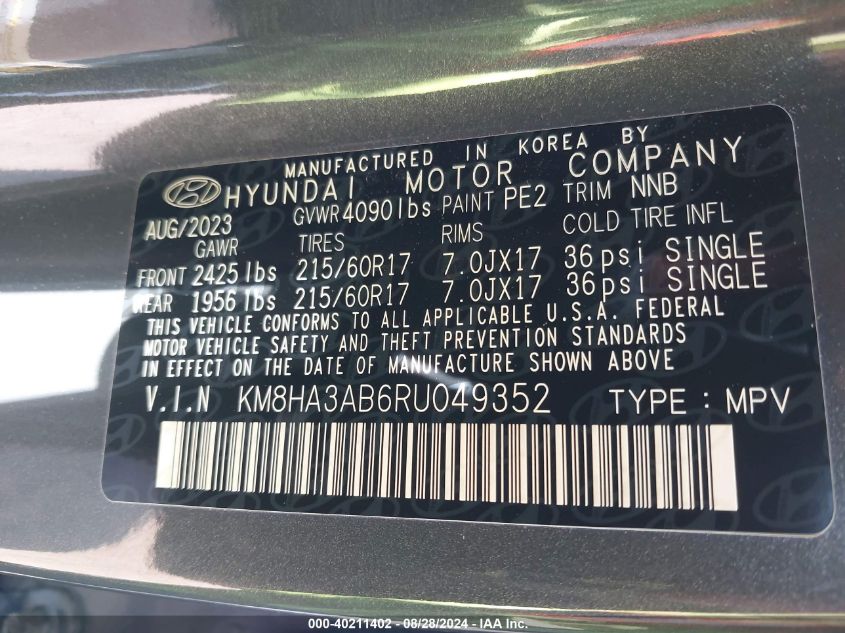 MANUFACTURED IN KOREA BY
HYUNDAI MOTOR COMPANY
AUG/2023 GVWR 4090 lbs PAINT PE2 TRIM NNB
GAWR TIRES RIMS COLD TIRE INFL
FRONT 2425 lbs 215/60R17 7.0JX17 36 psi SINGLE
REAR 1956 lbs 215/60R17 7.0JX17 36 psi SINGLE
THIS VEHICLE CONFORMS TO ALL APPLICABLE U.S.A. FEDERAL
MOTOR VEHICLE SAFETY AND THEFT PREVENTION STANDARDS
IN EFFECT ON THE DATE OF MANUFACTURE SHOWN ABOVE.
V.I.N KM8HA3AB6RU049352 TYPE : MPV
000-40211402 - 08/28/2024 - IAA Inc.